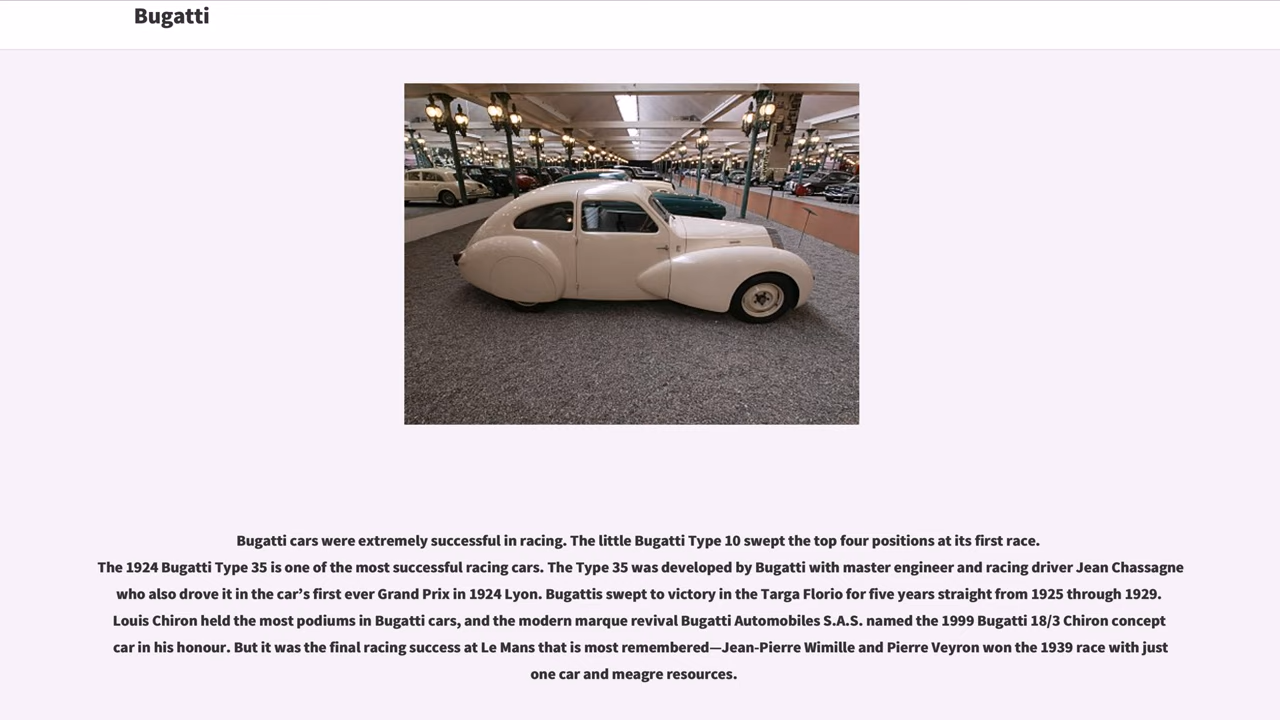 Bugatti
Bugatti cars were extremely successful in racing. The little Bugatti Type 10 swept the top four positions at its first race.
The 1924 Bugatti Type 35 is one of the most successful racing cars. The Type 35 was developed by Bugatti with master engineer and racing driver Jean Chassagne
who also drove it in the car’s first ever Grand Prix in 1924 Lyon. Bugattis swept to victory in the Targa Florio for five years straight from 1925 through 1929.
Louis Chiron held the most podiums in Bugatti cars, and the modern marque revival Bugatti Automobiles S.A.S. named the 1999 Bugatti 18/3 Chiron concept
car in his honour. But it was the final racing success at Le Mans that is most remembered—Jean-Pierre Wimille and Pierre Veyron won the 1939 race with just
one car and meagre resources.